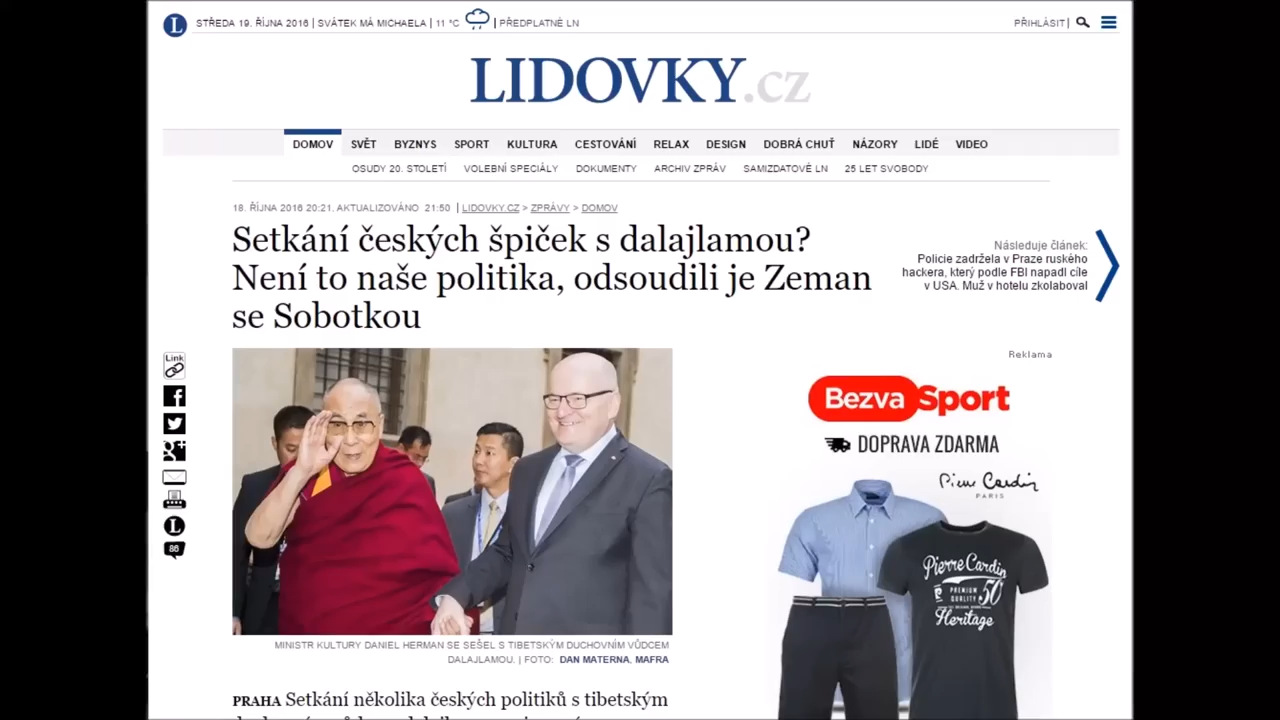 L STŘEDA 19. ŘÍJNA 2016 | SVÁTEK MÁ MICHAELA | 11 °C | PŘEDPLATNÉ LN PŘIHLÁSIT |
LIDOVKY.cz
DOMOV SVĚT BYZNYS SPORT KULTURA CESTOVÁNÍ RELAX DESIGN DOBRÁ CHUŤ NÁZORY LIDÉ VIDEO
OSUDY 20. STOLETÍ VOLEBNÍ SPECIÁLY DOKUMENTY ARCHIV ZPRÁV SAMIZDATOVÉ LN 25 LET SVOBODY
18. ŘÍJNA 2016 20:21, AKTUALIZOVÁNO 21:50 | LIDOVKY.CZ > ZPRÁVY > DOMOV
Setkání českých špiček s dalajlamou?
Není to naše politika, odsoudili je Zeman
se Sobotkou
Následuje článek:
Policie zadržela v Praze ruského
hackera, který podle FBI napadl cíle
v USA. Muž v hotelu zkolaboval
Link
L
86
MINISTR KULTURY DANIEL HERMAN SE SEŠEL S TIBETSKÝM DUCHOVNÍM VŮDCEM
DALAJLAMOU. | FOTO: DAN MATERNA, MAFRA
PRAHA Setkání několika českých politiků s tibetským
Reklama
Bezva Sport
DOPRAVA ZDARMA
Pierre Cardin
PARIS
Pierre Cardin
PREMIUM
QUALITY
50
Heritage